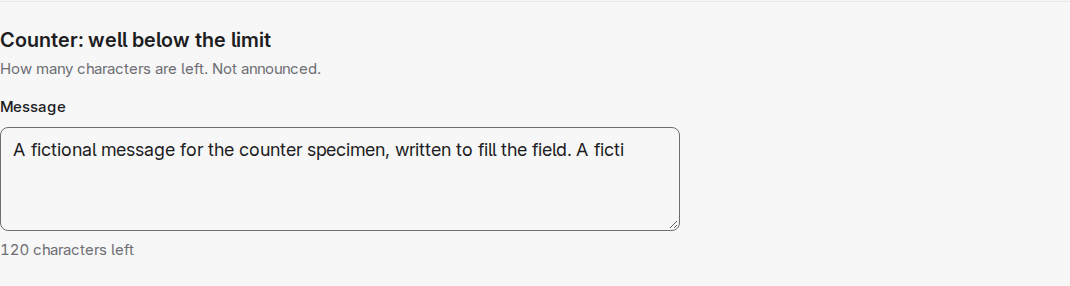 Counter: well below the limit
How many characters are left. Not announced.
Message
A fictional message for the counter specimen, written to fill the field. A ficti
120 characters left